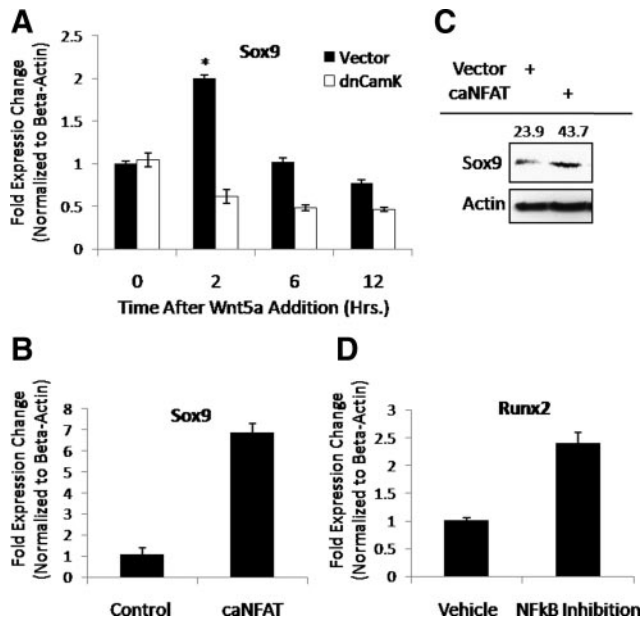 A
Sox9
Vector
dnCamK
Fold Expressio Change
(Normalized to Beta-Actin)
2.5
2
1.5
1
0.5
0
*
0 2 6 12
Time After Wnt5a Addition (Hrs.)
C
Vector +
caNFAT +
23.9 43.7
Sox9
Actin
B
Sox9
Fold Expression Change
(Normalized to Beta-Actin)
8
7
6
5
4
3
2
1
0
Control caNFAT
D
Runx2
Fold Expression Change
(Normalized to Beta-Actin)
3
2.5
2
1.5
1
0.5
0
Vehicle NFkB Inhibition